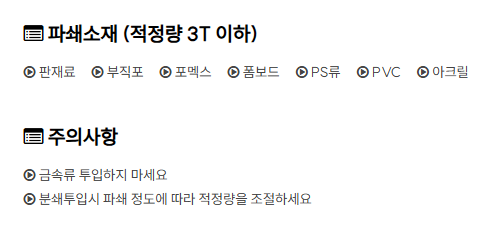 파쇄소재 (적정량 3T 이하)
판재료 부직포 포멕스 폼보드 PS류 PVC 아크릴
주의사항
금속류 투입하지 마세요
분쇄투입시 파쇄 정도에 따라 적정량을 조절하세요